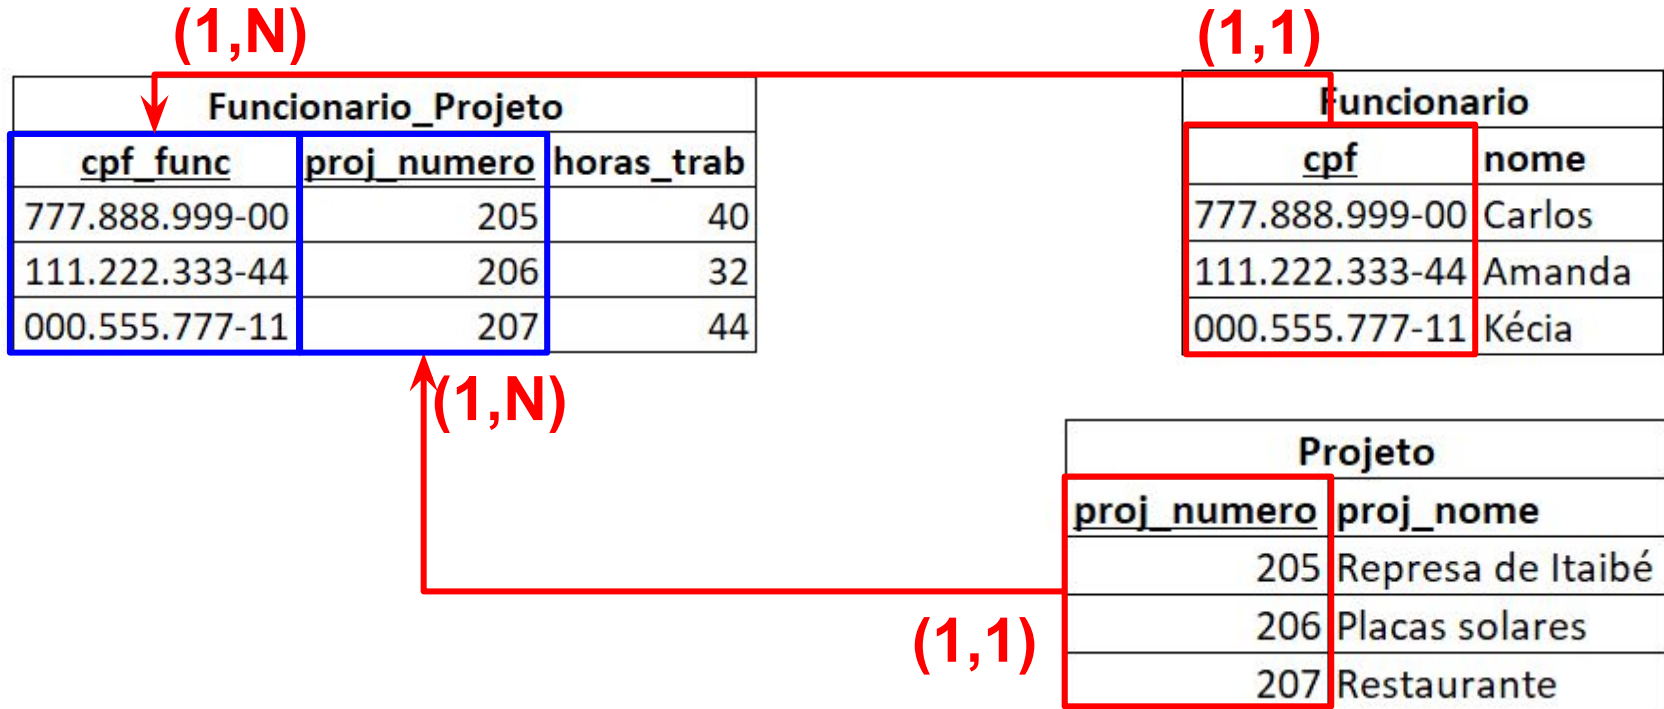 (1,N)
(1,1)
Funcionario_Projeto
cpf_func proj_numero horas_trab
777.888.999-00 205 40
111.222.333-44 206 32
000.555.777-11 207 44
Funcionario
cpf nome
777.888.999-00 Carlos
111.222.333-44 Amanda
000.555.777-11 Kécia
(1,N)
(1,1)
Projeto
proj_numero proj_nome
205 Represa de Itaibé
206 Placas solares
207 Restaurante